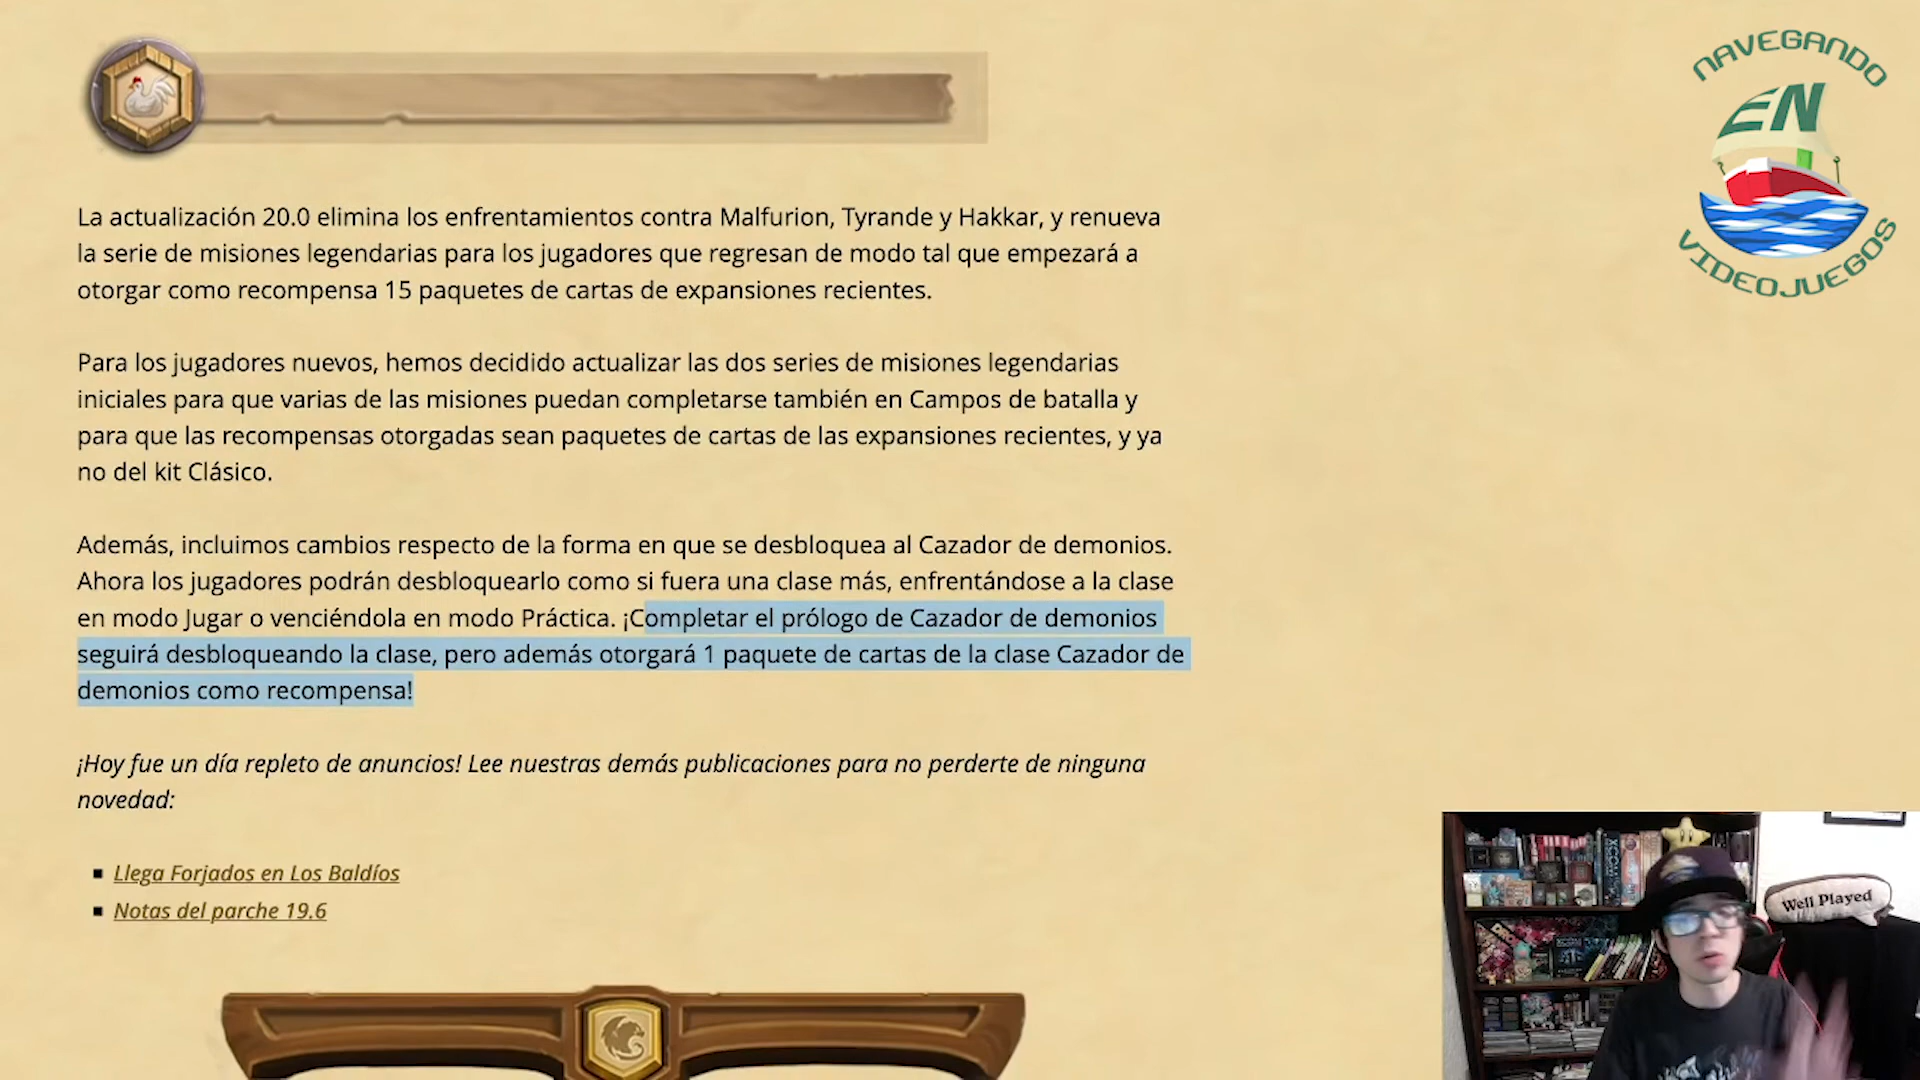 NAVEGANDO
EN
VIDEOJUEGOS
La actualización 20.0 elimina los enfrentamientos contra Malfurion, Tyrande y Hakkar, y renueva
la serie de misiones legendarias para los jugadores que regresan de modo tal que empezará a
otorgar como recompensa 15 paquetes de cartas de expansiones recientes.
Para los jugadores nuevos, hemos decidido actualizar las dos series de misiones legendarias
iniciales para que varias de las misiones puedan completarse también en Campos de batalla y
para que las recompensas otorgadas sean paquetes de cartas de las expansiones recientes, y ya
no del kit Clásico.
Además, incluimos cambios respecto de la forma en que se desbloquea al Cazador de demonios.
Ahora los jugadores podrán desbloquearlo como si fuera una clase más, enfrentándose a la clase
en modo Jugar o venciéndola en modo Práctica. ¡Completar el prólogo de Cazador de demonios
seguirá desbloqueando la clase, pero además otorgará 1 paquete de cartas de la clase Cazador de
demonios como recompensa!
¡Hoy fue un día repleto de anuncios! Lee nuestras demás publicaciones para no perderte de ninguna
novedad:
Llega Forjados en Los Baldíos
Notas del parche 19.6
Well Played